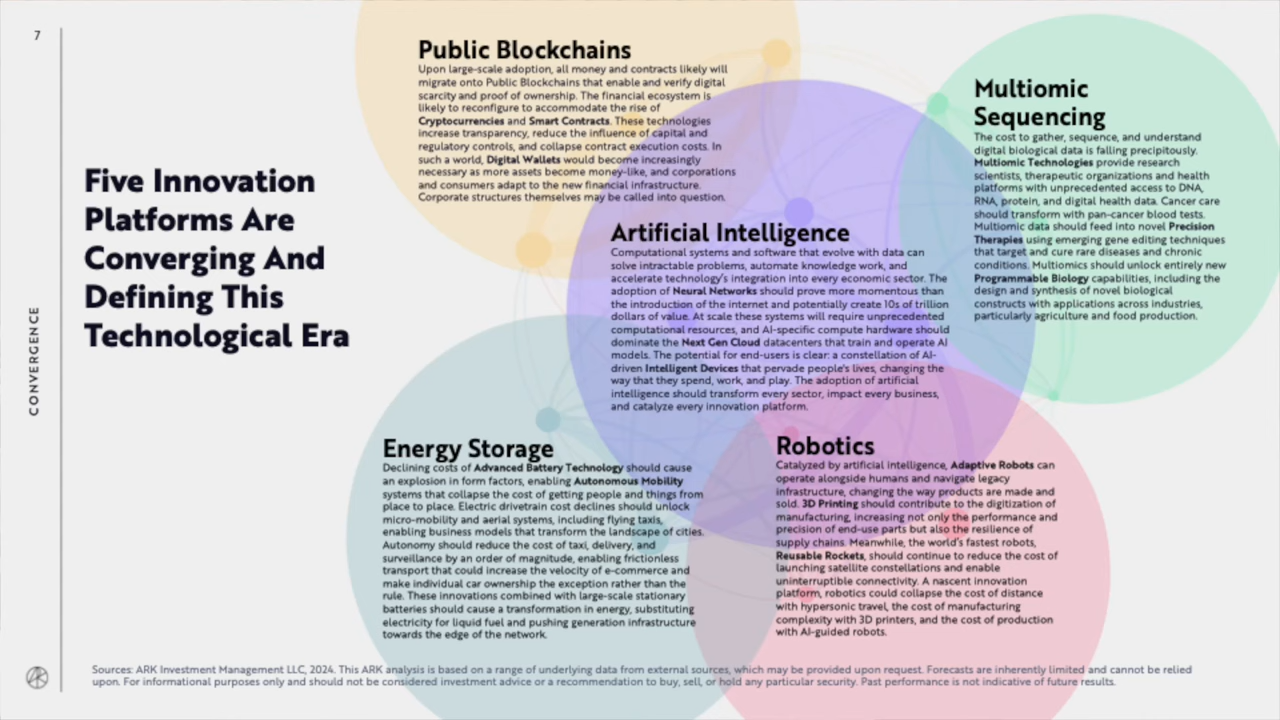 7
CONVERGENCE
Five Innovation
Platforms Are
Converging And
Defining This
Technological Era
Public Blockchains
Upon large-scale adoption, all money and contracts likely will
migrate onto Public Blockchains that enable and verify digital
scarcity and proof of ownership. The financial ecosystem is
likely to reconfigure to accommodate the rise of
Cryptocurrencies and Smart Contracts. These technologies
increase transparency, reduce the influence of capital and
regulatory controls, and collapse contract execution costs. In
such a world, Digital Wallets would become increasingly
necessary as more assets become money-like, and corporations
and consumers adapt to the new financial infrastructure.
Corporate structures themselves may be called into question.
Artificial Intelligence
Computational systems and software that evolve with data can
solve intractable problems, automate knowledge work, and
accelerate technology's integration into every economic sector. The
adoption of Neural Networks should prove more momentous than
the introduction of the internet and potentially create 10s of trillion
dollars of value. At scale these systems will require unprecedented
computational resources, and AI-specific compute hardware should
dominate the Next Gen Cloud datacenters that train and operate AI
models. The potential for end-users is clear: a constellation of AI-
driven Intelligent Devices that pervade people's lives, changing the
way that they spend, work, and play. The adoption of artificial
intelligence should transform every sector, impact every business,
and catalyze every innovation platform.
Multiomic
Sequencing
The cost to gather, sequence, and understand
digital biological data is falling precipitously.
Multiomic Technologies provide research
scientists, therapeutic organizations and health
platforms with unprecedented access to DNA,
RNA, protein, and digital health data. Cancer care
should transform with pan-cancer blood tests.
Multiomic data should feed into novel Precision
Therapies using emerging gene editing techniques
that target and cure rare diseases and chronic
conditions. Multiomics should unlock entirely new
Programmable Biology capabilities, including the
design and synthesis of novel biological
constructs with applications across industries,
particularly agriculture and food production.
Energy Storage
Declining costs of Advanced Battery Technology should cause
an explosion in form factors, enabling Autonomous Mobility
systems that collapse the cost of getting people and things from
place to place. Electric drivetrain cost declines should unlock
micro-mobility and aerial systems, including flying taxis,
enabling business models that transform the landscape of cities.
Autonomy should reduce the cost of taxi, delivery, and
surveillance by an order of magnitude, enabling frictionless
transport that could increase the velocity of e-commerce and
make individual car ownership the exception rather than the
rule. These innovations combined with large-scale stationary
batteries should cause a transformation in energy, substituting
electricity for liquid fuel and pushing generation infrastructure
towards the edge of the network.
Robotics
Catalyzed by artificial intelligence, Adaptive Robots can
operate alongside humans and navigate legacy
infrastructure, changing the way products are made and
sold. 3D Printing should contribute to the digitization of
manufacturing, increasing not only the performance and
precision of end-use parts but also the resilience of
supply chains. Meanwhile, the world's fastest robots,
Reusable Rockets, should continue to reduce the cost of
launching satellite constellations and enable
uninterruptible connectivity. A nascent innovation
platform, robotics could collapse the cost of distance
with hypersonic travel, the cost of manufacturing
complexity with 3D printers, and the cost of production
with AI-guided robots.
Sources: ARK Investment Management LLC, 2024. This ARK analysis is based on a range of underlying data from external sources, which may be provided upon request. Forecasts are inherently limited and cannot be relied
upon. For informational purposes only and should not be considered investment advice or a recommendation to buy, sell, or hold any particular security. Past performance is not indicative of future results.